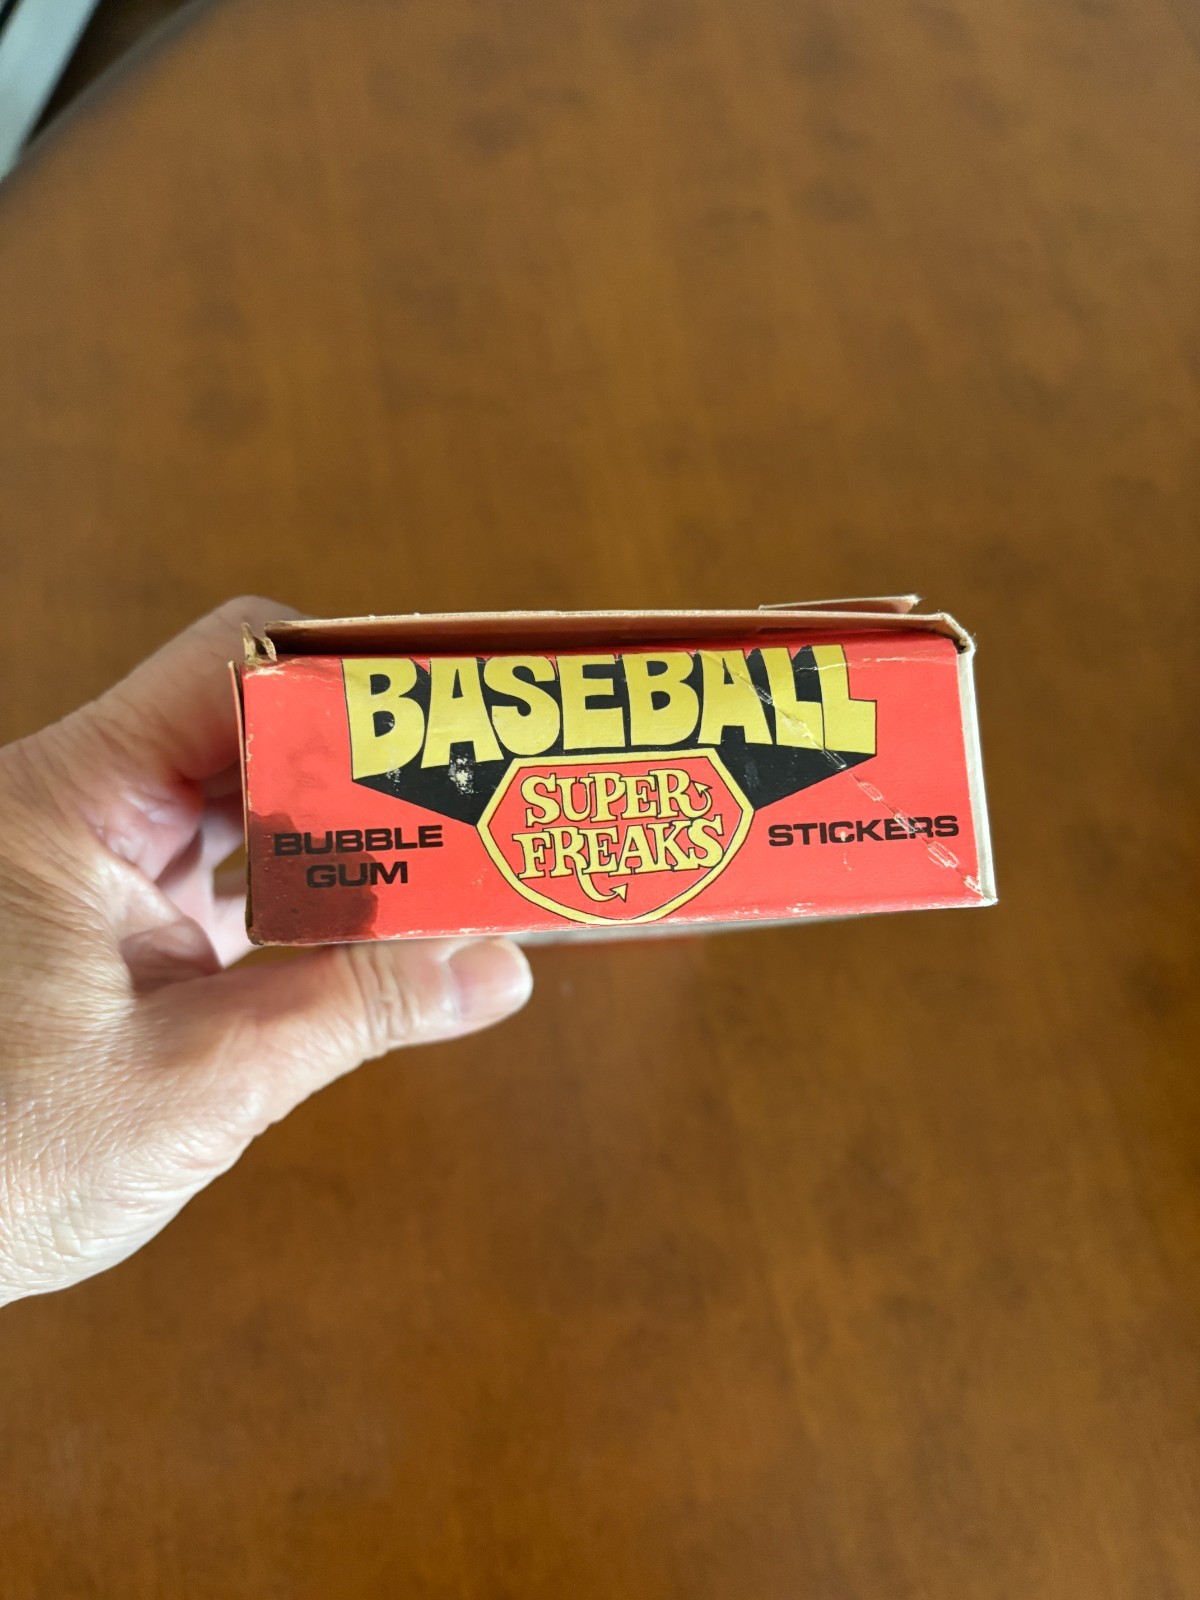 BASEBALL
SUPER
FREAKS
BUBBLE
GUM
STICKERS